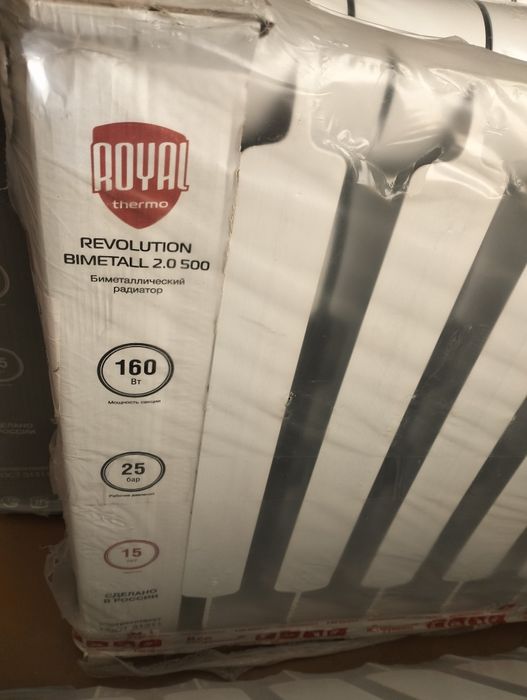 ROYAL
thermo
REVOLUTION
BIMETALL 2.0 500
Биметаллический
радиатор
160
Вт
Мощность секции
25
бар
Рабочее давление
15
лет
СДЕЛАНО
В РОССИИ